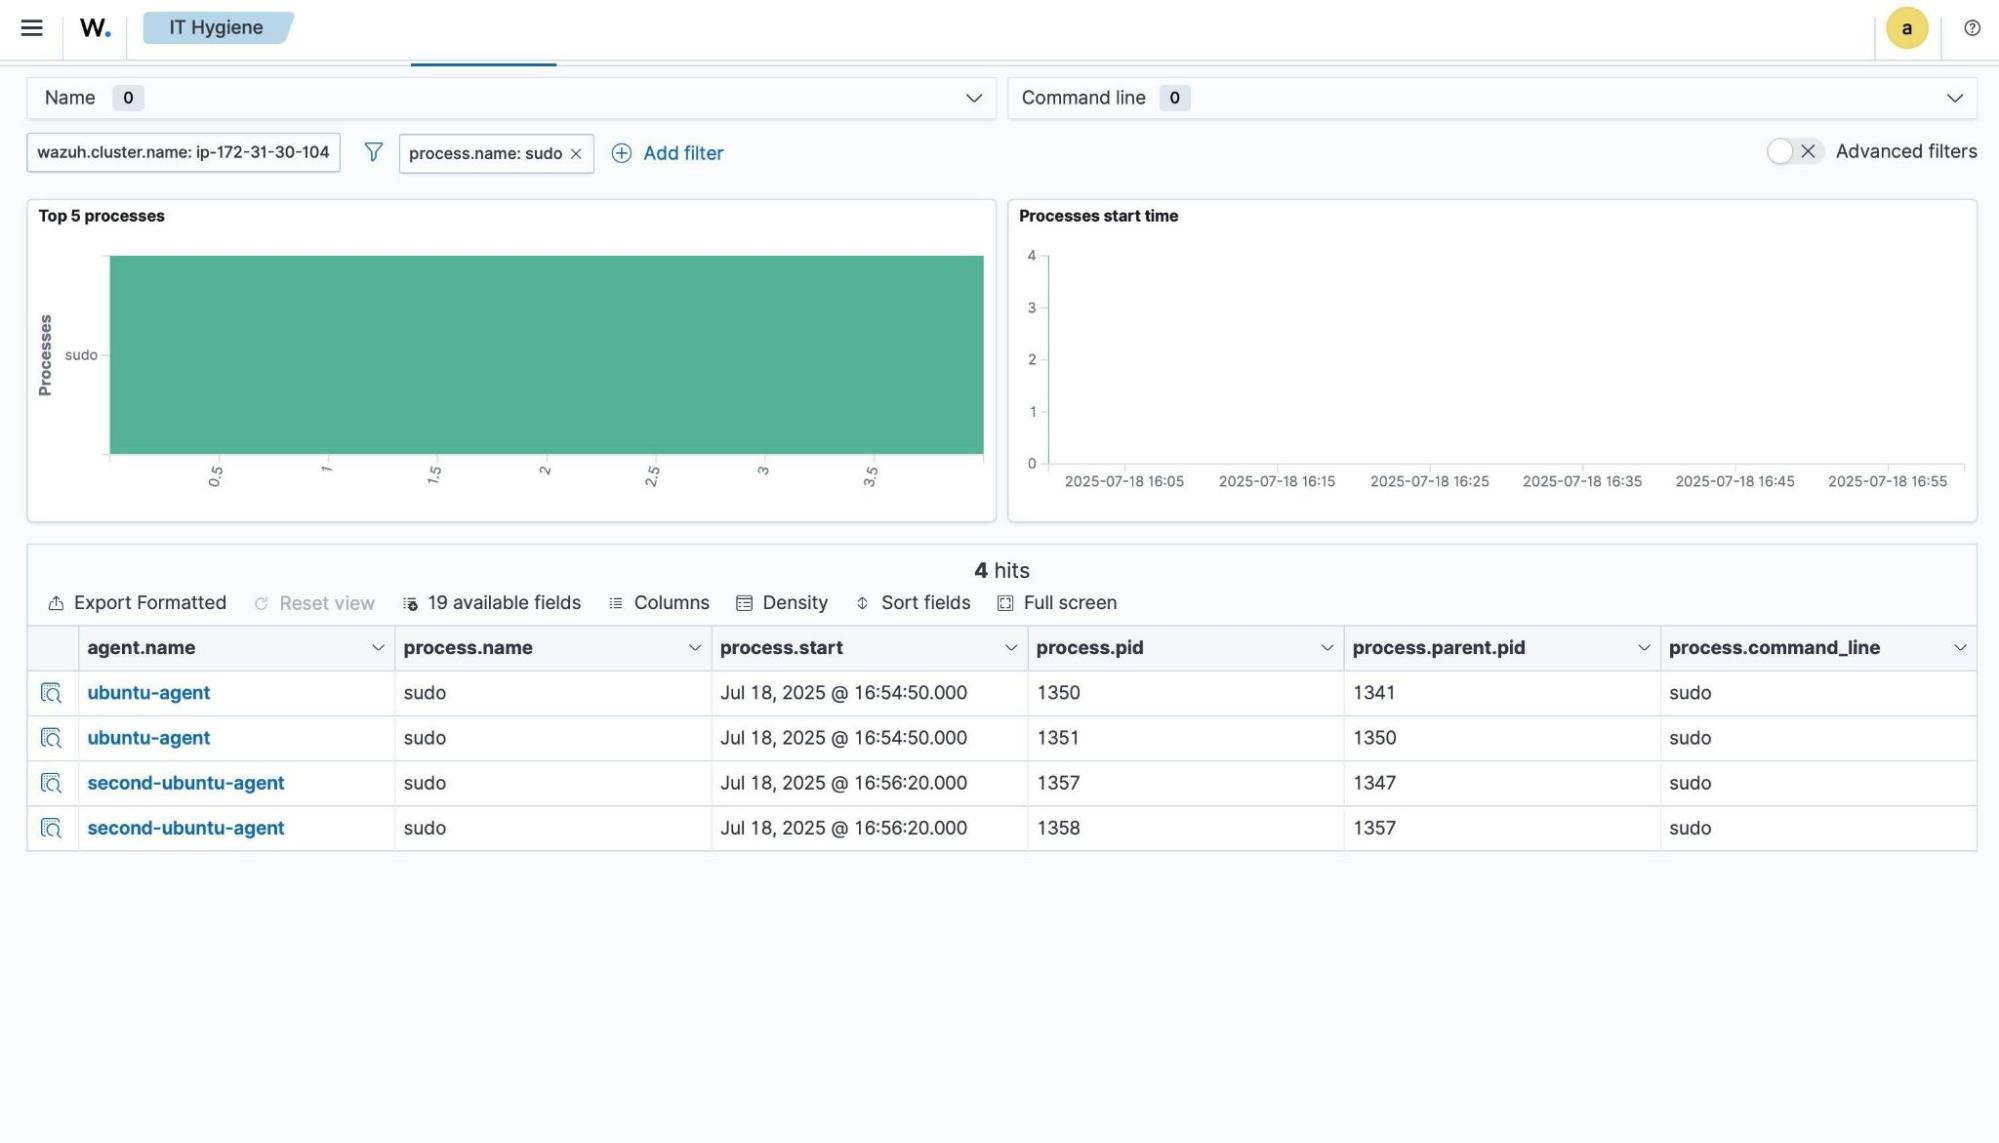 W. IT Hygiene a
Name 0 Command line 0
wazuh.cluster.name: ip-172-31-30-104 process.name: sudo Add filter Advanced filters
Top 5 processes
Processes
sudo
0.5 1 1.5 2 2.5 3 3.5
Processes start time
4
3
2
1
0
2025-07-18 16:05 2025-07-18 16:15 2025-07-18 16:25 2025-07-18 16:35 2025-07-18 16:45 2025-07-18 16:55
4 hits
Export Formatted Reset view 19 available fields Columns Density Sort fields Full screen
agent.name process.name process.start process.pid process.parent.pid process.command_line
ubuntu-agent sudo Jul 18, 2025 @ 16:54:50.000 1350 1341 sudo
ubuntu-agent sudo Jul 18, 2025 @ 16:54:50.000 1351 1350 sudo
second-ubuntu-agent sudo Jul 18, 2025 @ 16:56:20.000 1357 1347 sudo
second-ubuntu-agent sudo Jul 18, 2025 @ 16:56:20.000 1358 1357 sudo